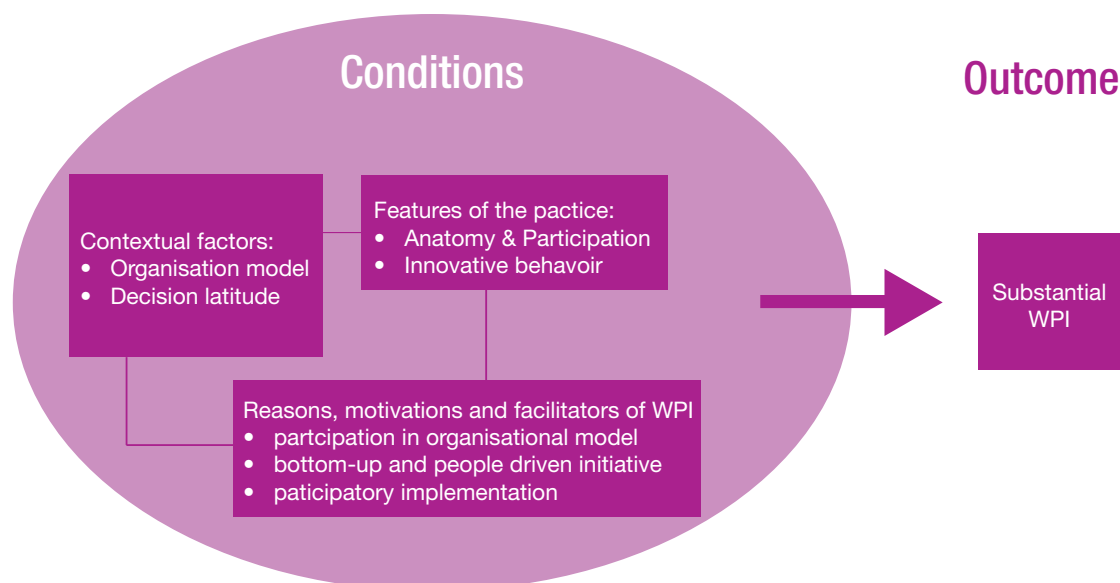 Conditions
Outcome
Contextual factors:
• Organisation model
• Decision latitude
Features of the pactice:
• Anatomy & Participation
• Innovative behavoir
Reasons, motivations and facilitators of WPI
• partcipation in organisational model
• bottom-up and people driven initiative
• paticipatory implementation
Substantial
WPI